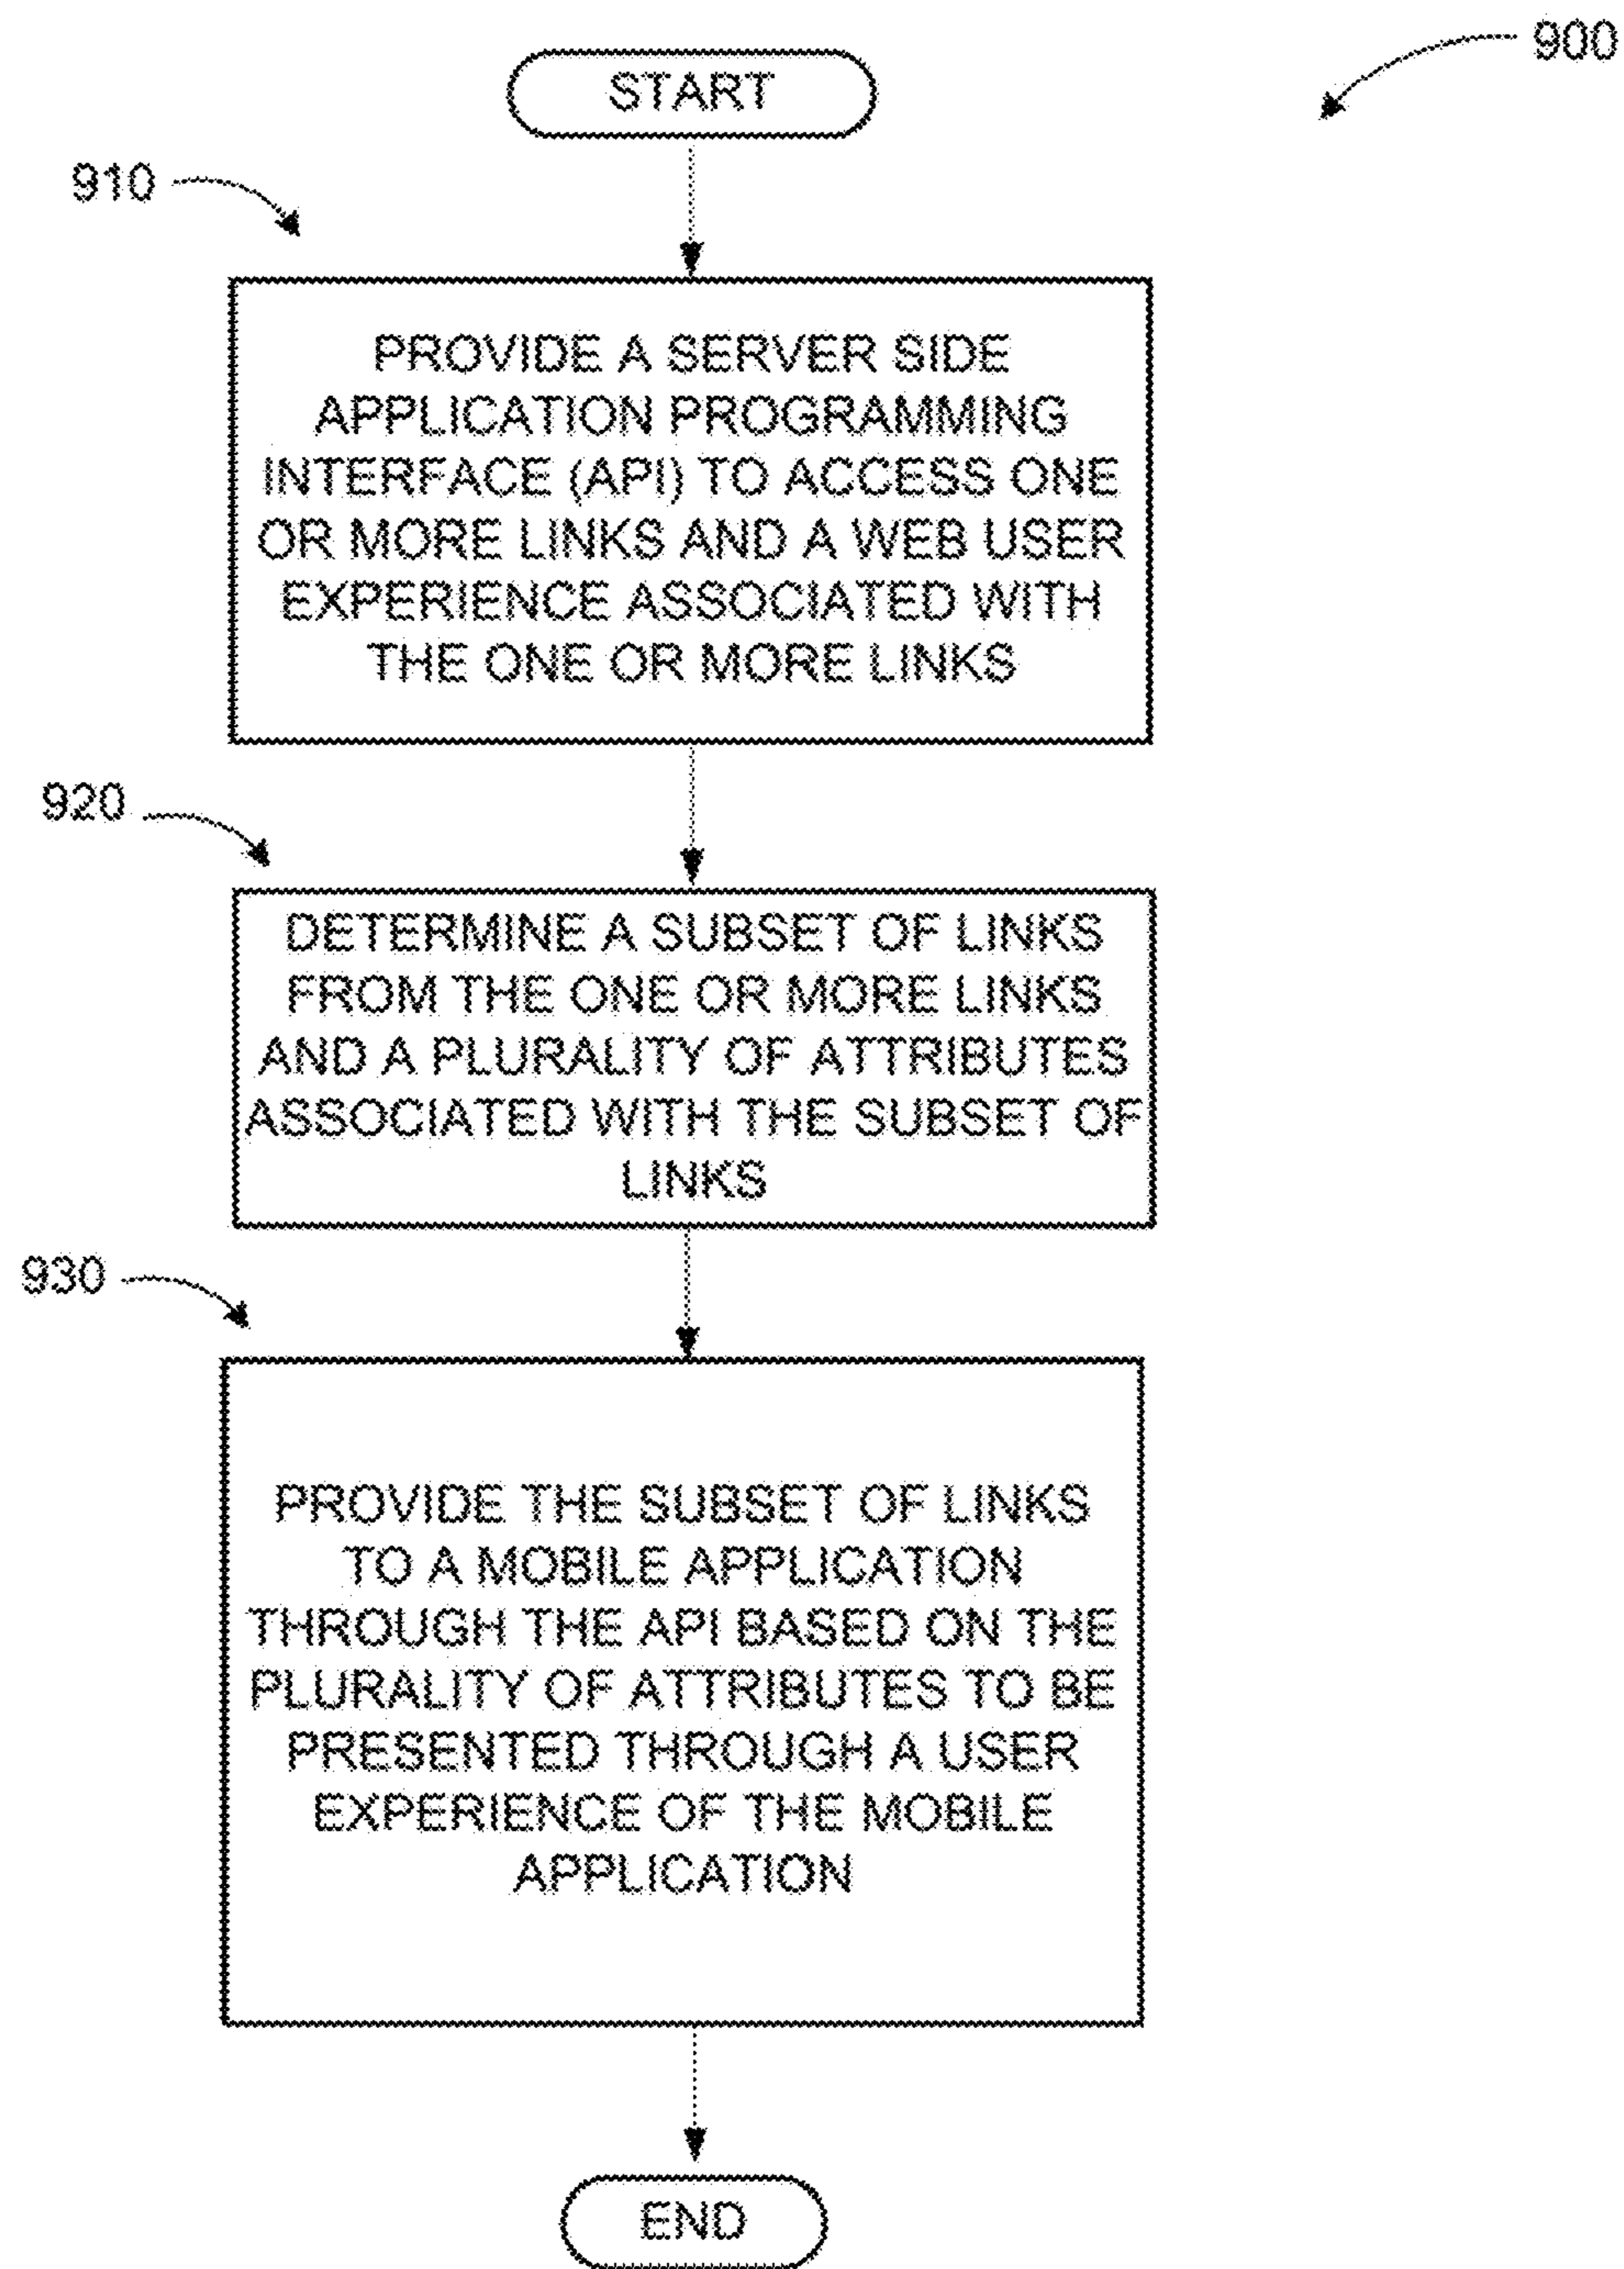 900
START
910
PROVIDE A SERVER SIDE
APPLICATION PROGRAMMING
INTERFACE (API) TO ACCESS ONE
OR MORE LINKS AND A WEB USER
EXPERIENCE ASSOCIATED WITH
THE ONE OR MORE LINKS
920
DETERMINE A SUBSET OF LINKS
FROM THE ONE OR MORE LINKS
AND A PLURALITY OF ATTRIBUTES
ASSOCIATED WITH THE SUBSET OF
LINKS
930
PROVIDE THE SUBSET OF LINKS
TO A MOBILE APPLICATION
THROUGH THE API BASED ON THE
PLURALITY OF ATTRIBUTES TO BE
PRESENTED THROUGH A USER
EXPERIENCE OF THE MOBILE
APPLICATION
END